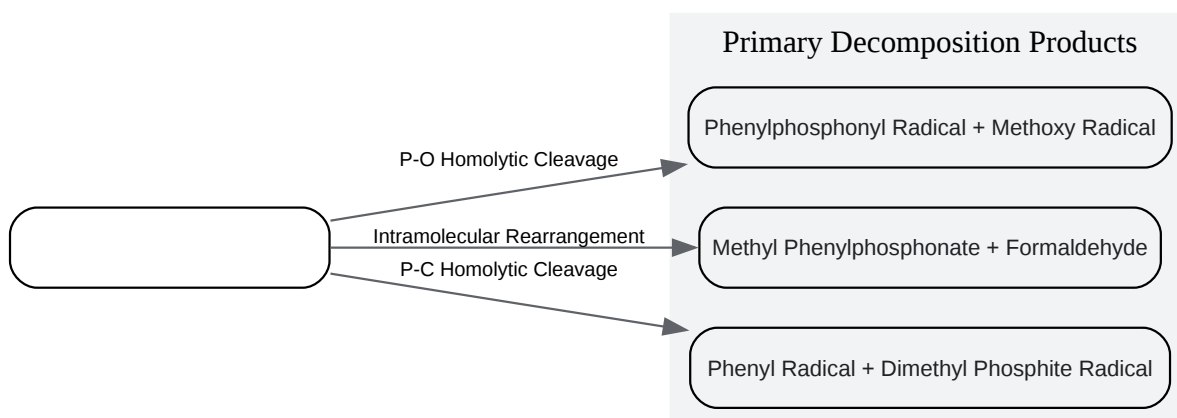 Primary Decomposition Products
Phenylphosphonyl Radical + Methoxy Radical
P-O Homolytic Cleavage
Intramolecular Rearrangement
Methyl Phenylphosphonate + Formaldehyde
P-C Homolytic Cleavage
Phenyl Radical + Dimethyl Phosphite Radical